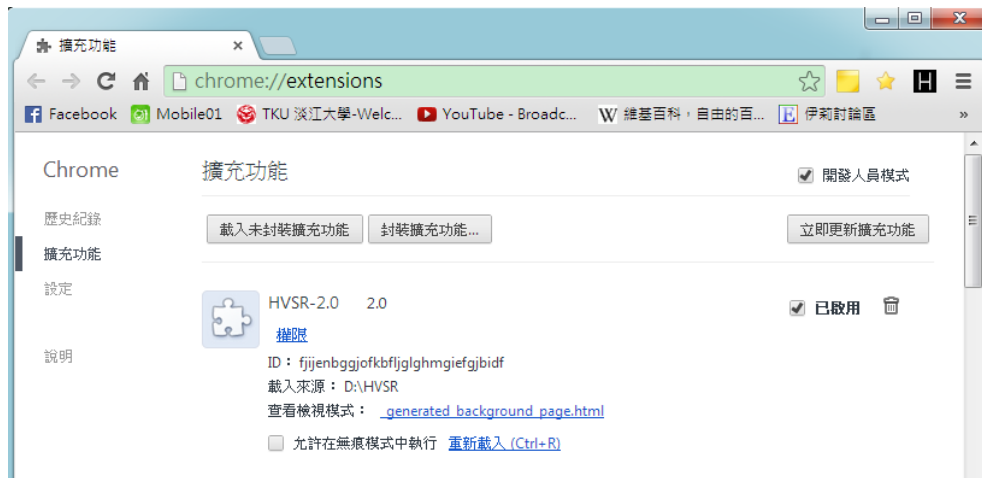 擴充功能
chrome://extensions
H
Facebook Mobile01 TKU 淡江大學-Welc... YouTube - Broadc... W 維基百科，自由的百... E 伊莉討論區 »
Chrome 擴充功能 開發人員模式
歷史紀錄
載入未封裝擴充功能 封裝擴充功能... 立即更新擴充功能
擴充功能
設定
HVSR-2.0 2.0 已啟用
權限
說明
ID：fjijenbggjofkbfljglghmgiefgjbidf
載入來源：D:\HVSR
查看檢視模式：_generated_background_page.html
允許在無痕模式中執行 重新載入 (Ctrl+R)